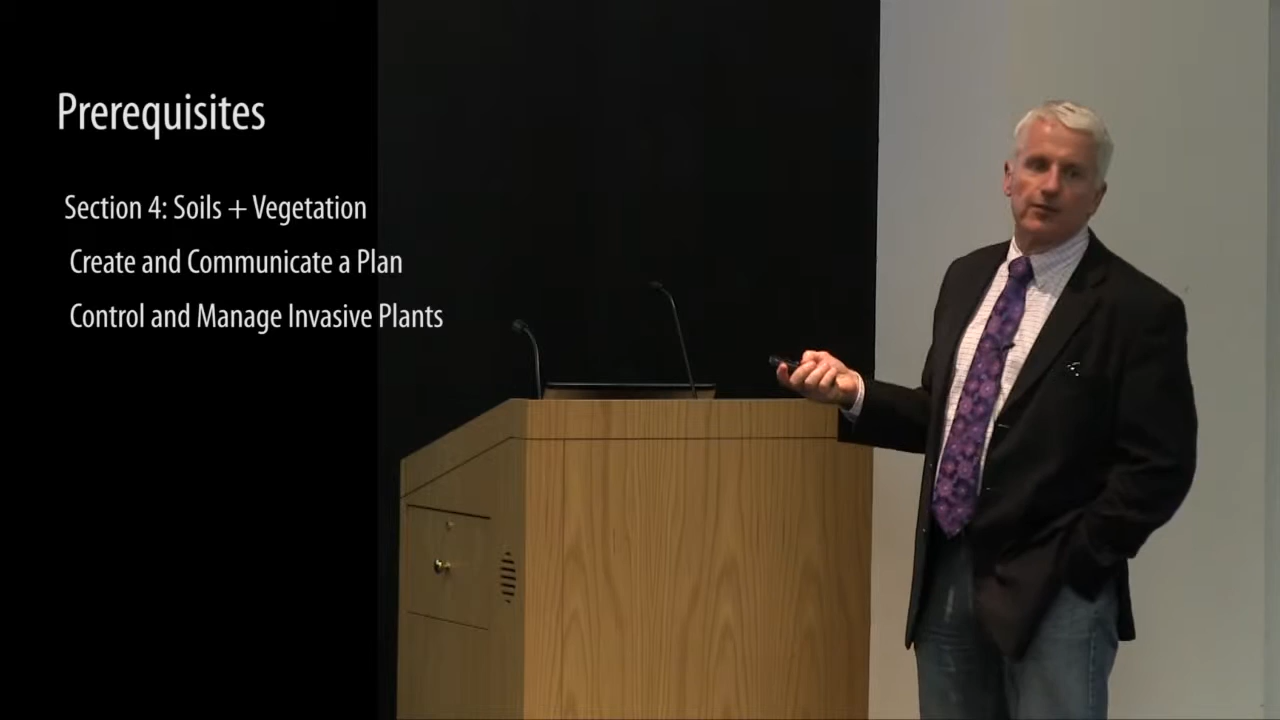 Prerequisites
Section 4: Soils + Vegetation
Create and Communicate a Plan
Control and Manage Invasive Plants